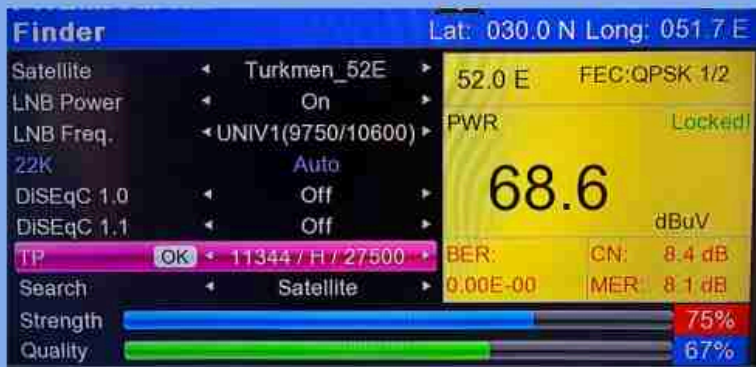 Finder Lat: 030.0 N Long: 051.7 E
Satellite Turkmen_52E
LNB Power On
LNB Freq. UNIV1(9750/10600)
22K Auto
DiSEqC 1.0 Off
DiSEqC 1.1 Off
TP OK 11344 / H / 27500
Search Satellite
52.0 E FEC:QPSK 1/2
PWR Locked!
68.6
dBuV
BER: CN: 8.4 dB
0.00E-00 MER: 8.1 dB
Strength 75%
Quality 67%